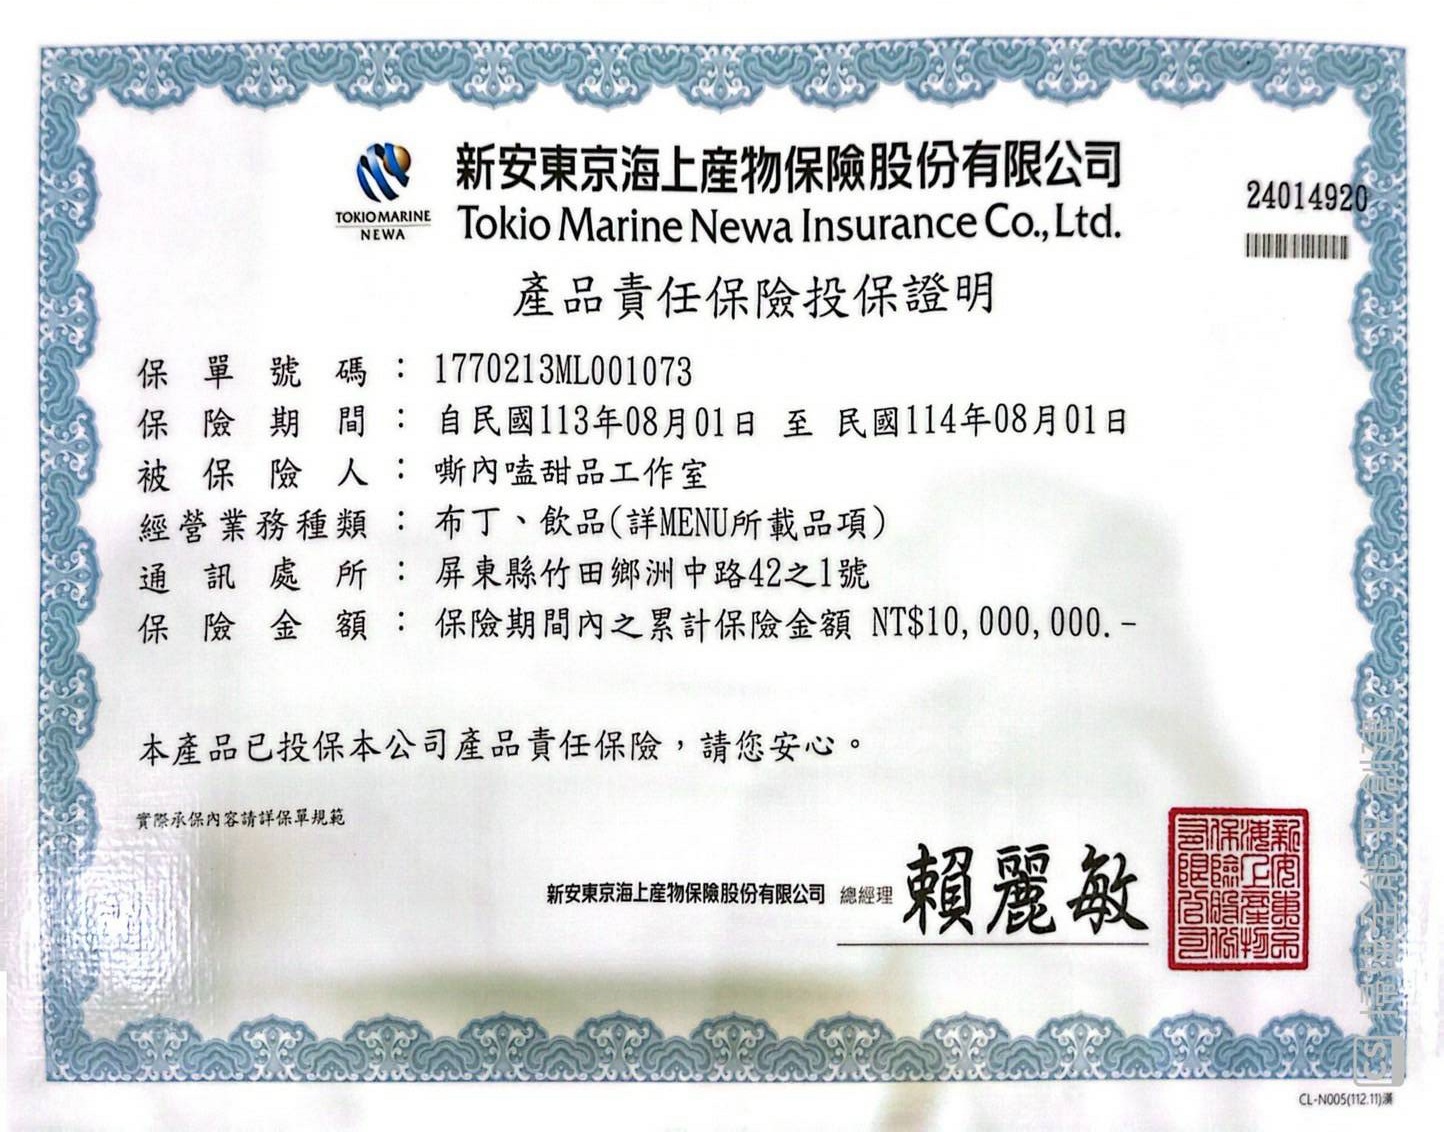 TOKIO MARINE
NEWA
新安東京海上產物保險股份有限公司
Tokio Marine Newa Insurance Co., Ltd.
24014920
產品責任保險投保證明
保單號碼：1770213ML001073
保險期間：自民國113年08月01日 至 民國114年08月01日
被保險人：嘶內嗑甜品工作室
經營業務種類：布丁、飲品(詳MENU所載品項)
通訊處所：屏東縣竹田鄉洲中路42之1號
保險金額：保險期間內之累計保險金額 NT$10,000,000.-
本產品已投保本公司產品責任保險，請您安心。
實際承保內容請詳保單規範
新安東京海上產物保險股份有限公司 總經理 賴麗敏
新安東京海上產物保險股份有限公司
CS 掃描全能王 創建
CL-N005(112.11)漢